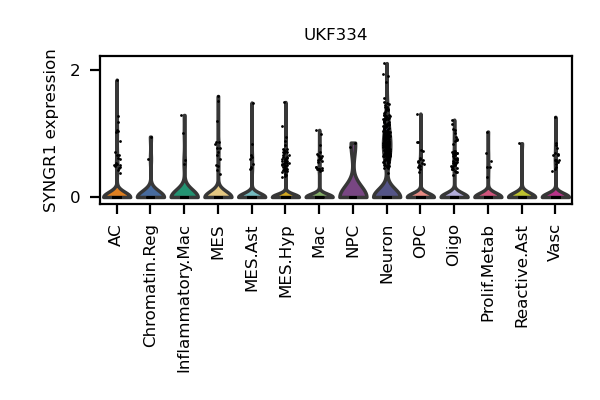 UKF334
SYNGR1 expression
2
0
AC
Chromatin.Reg
Inflammatory.Mac
MES
MES.Ast
MES.Hyp
Mac
NPC
Neuron
OPC
Oligo
Prolif.Metab
Reactive.Ast
Vasc